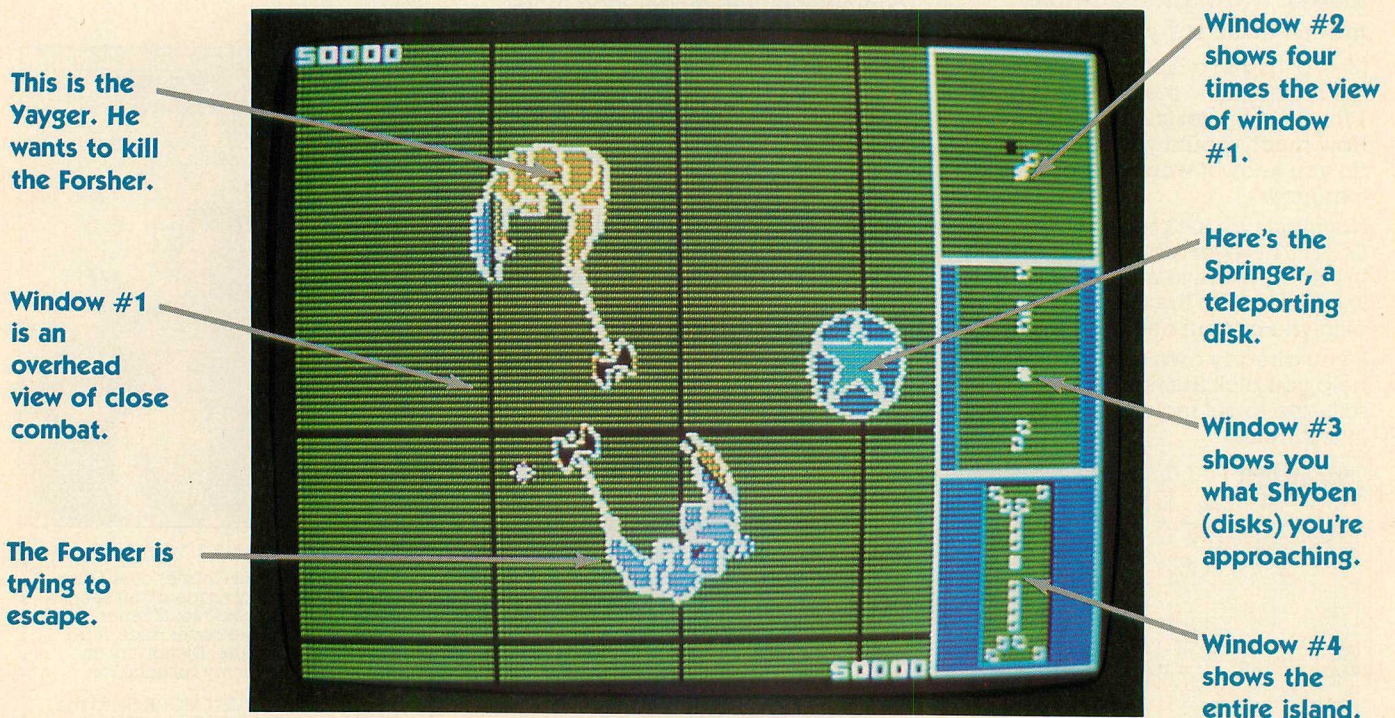 This is the
Yayger. He
wants to kill
the Forsher.
Window #1
is an
overhead
view of close
combat.
The Forsher is
trying to
escape.
50000
50000
Window #2
shows four
times the view
of window
#1.
Here's the
Springer, a
teleporting
disk.
Window #3
shows you
what Shyben
(disks) you're
approaching.
Window #4
shows the
entire island.